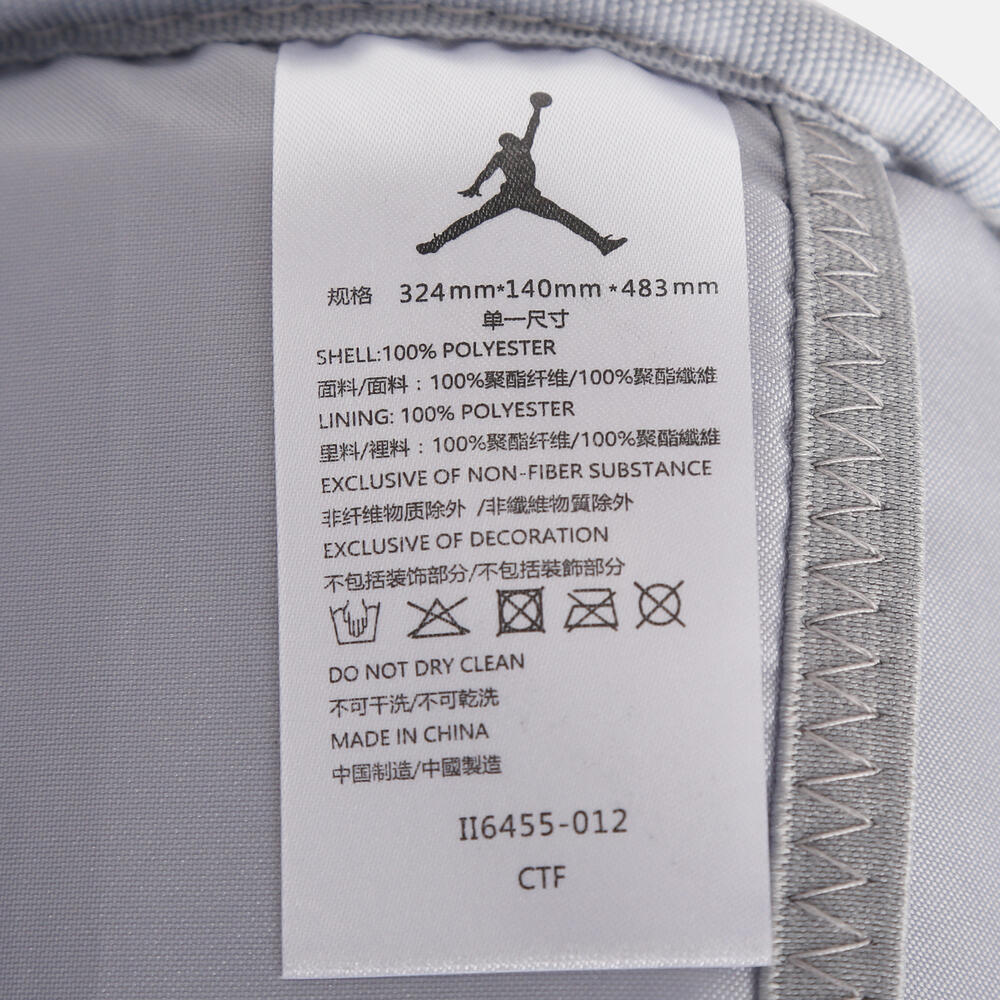 规格 324mm*140mm*483mm
单一尺寸
SHELL:100% POLYESTER
面料/面料：100%聚酯纤维/100%聚酯纖維
LINING: 100% POLYESTER
里料/裡料：100%聚酯纤维/100%聚酯纖維
EXCLUSIVE OF NON-FIBER SUBSTANCE
非纤维物质除外 /非纖維物質除外
EXCLUSIVE OF DECORATION
不包括装饰部分/不包括裝飾部分
DO NOT DRY CLEAN
不可干洗/不可乾洗
MADE IN CHINA
中国制造/中國製造
II6455-012
CTF